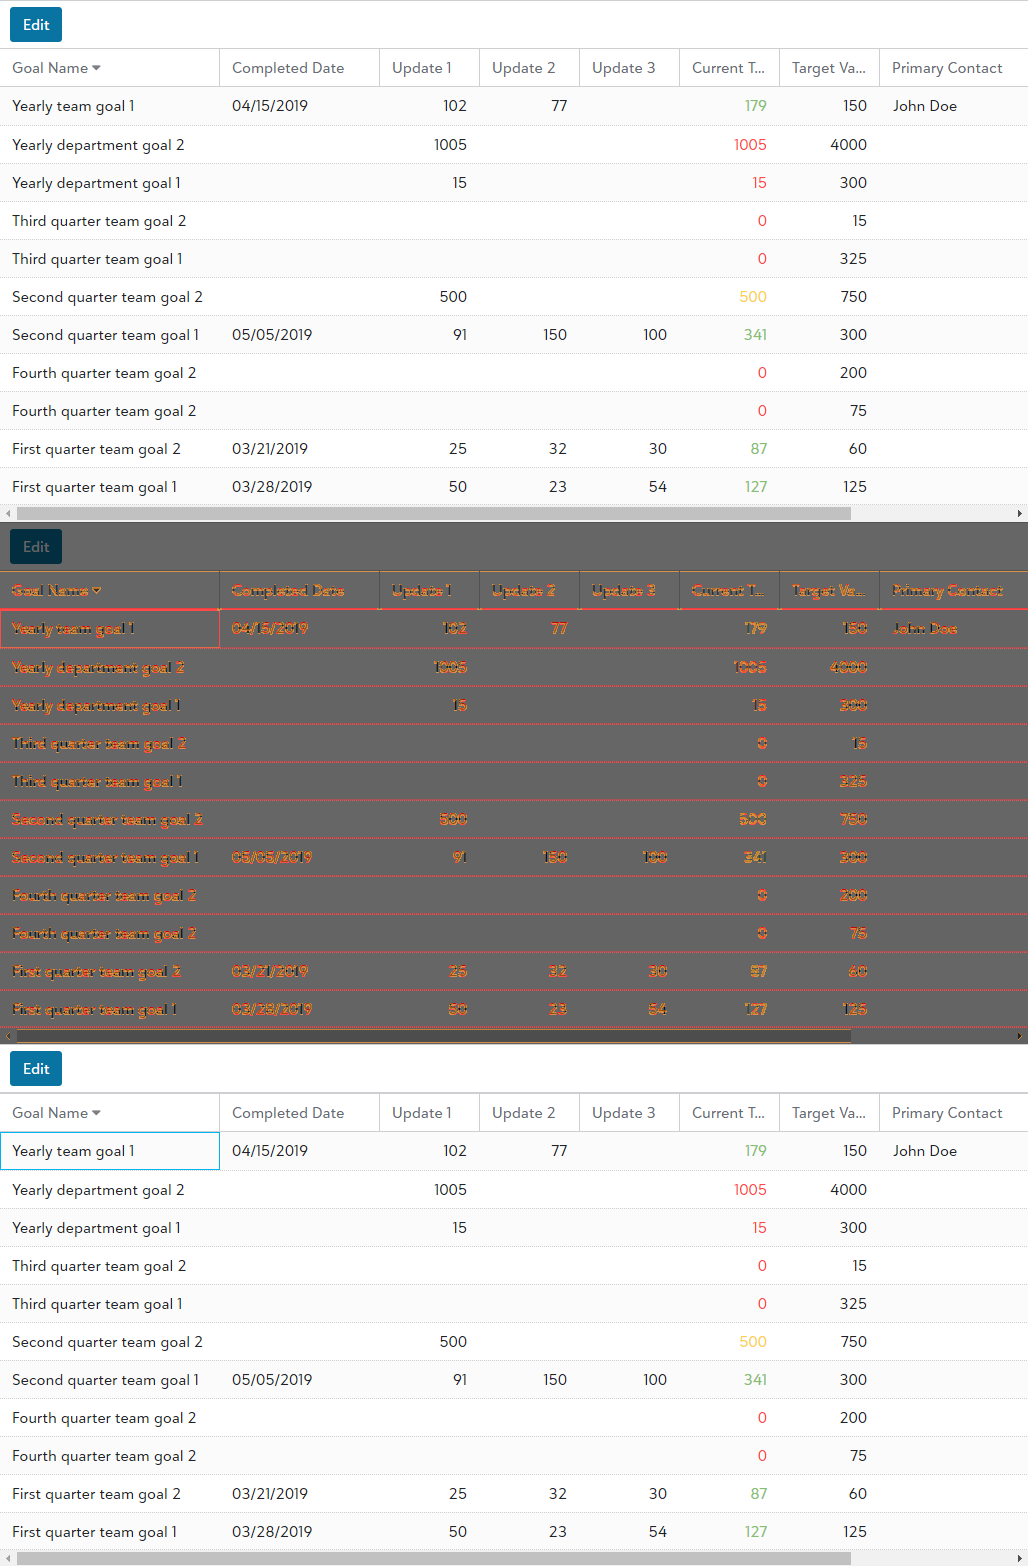 Edit
Goal Name Completed Date Update 1 Update 2 Update 3 Current T... Target Va... Primary Contact
Yearly team goal 1 04/15/2019 102 77 179 150 John Doe
Yearly department goal 2 1005 1005 4000
Yearly department goal 1 15 15 300
Third quarter team goal 2 0 15
Third quarter team goal 1 0 325
Second quarter team goal 2 500 500 750
Second quarter team goal 1 05/05/2019 91 150 100 341 300
Fourth quarter team goal 2 0 200
Fourth quarter team goal 2 0 75
First quarter team goal 2 03/21/2019 25 32 30 87 60
First quarter team goal 1 03/28/2019 50 23 54 127 125
Edit
Goal Name Completed Date Update 1 Update 2 Update 3 Current T... Target Va... Primary Contact
Yearly team goal 1 04/15/2019 102 77 179 150 John Doe
Yearly department goal 2 1005 1005 4000
Yearly department goal 1 15 15 300
Third quarter team goal 2 0 15
Third quarter team goal 1 0 325
Second quarter team goal 2 500 500 750
Second quarter team goal 1 05/05/2019 91 150 100 341 300
Fourth quarter team goal 2 0 200
Fourth quarter team goal 2 0 75
First quarter team goal 2 03/21/2019 25 32 30 87 60
First quarter team goal 1 03/28/2019 50 23 54 127 125
Edit
Goal Name Completed Date Update 1 Update 2 Update 3 Current T... Target Va... Primary Contact
Yearly team goal 1 04/15/2019 102 77 179 150 John Doe
Yearly department goal 2 1005 1005 4000
Yearly department goal 1 15 15 300
Third quarter team goal 2 0 15
Third quarter team goal 1 0 325
Second quarter team goal 2 500 500 750
Second quarter team goal 1 05/05/2019 91 150 100 341 300
Fourth quarter team goal 2 0 200
Fourth quarter team goal 2 0 75
First quarter team goal 2 03/21/2019 25 32 30 87 60
First quarter team goal 1 03/28/2019 50 23 54 127 125